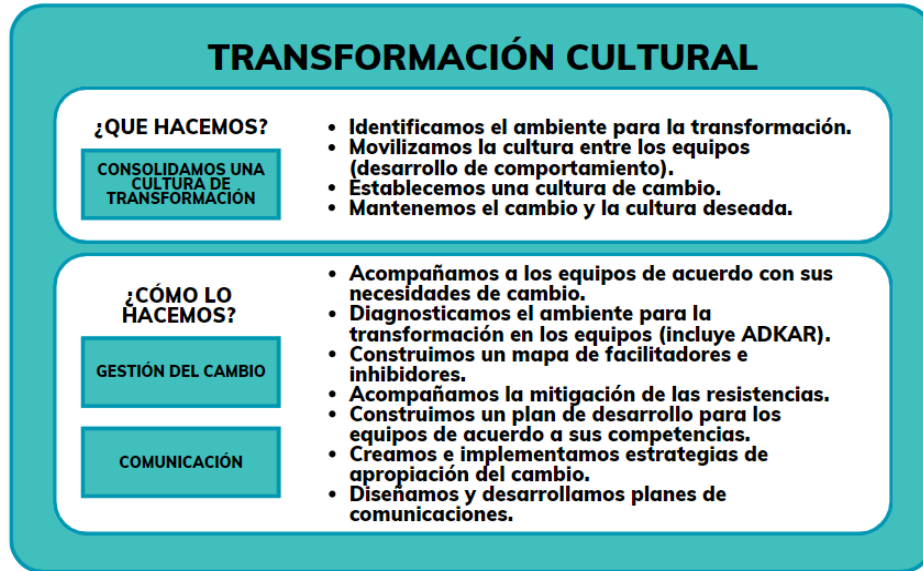 TRANSFORMACIÓN CULTURAL
¿QUE HACEMOS?
CONSOLIDAMOS UNA
CULTURA DE
TRANSFORMACIÓN
• Identificamos el ambiente para la transformación.
• Movilizamos la cultura entre los equipos
(desarrollo de comportamiento).
• Establecemos una cultura de cambio.
• Mantenemos el cambio y la cultura deseada.
¿CÓMO LO
HACEMOS?
GESTIÓN DEL CAMBIO
COMUNICACIÓN
• Acompañamos a los equipos de acuerdo con sus
necesidades de cambio.
• Diagnosticamos el ambiente para la
transformación en los equipos (incluye ADKAR).
• Construimos un mapa de facilitadores e
inhibidores.
• Acompañamos la mitigación de las resistencias.
• Construimos un plan de desarrollo para los
equipos de acuerdo a sus competencias.
• Creamos e implementamos estrategias de
apropiación del cambio.
• Diseñamos y desarrollamos planes de
comunicaciones.